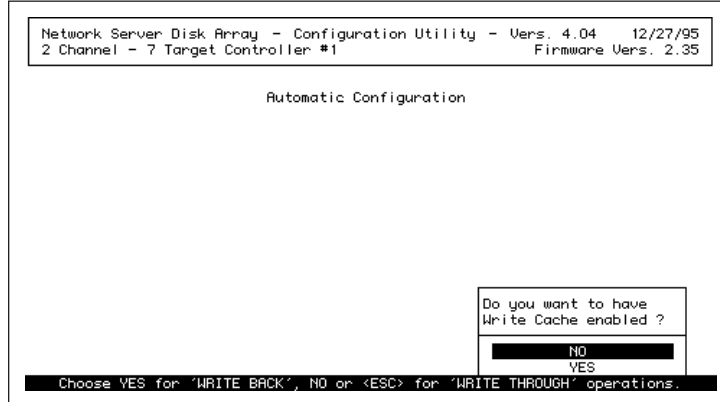 Network Server Disk Array - Configuration Utility - Vers. 4.04 12/27/95
2 Channel - 7 Target Controller #1 Firmware Vers. 2.35
Automatic Configuration
Do you want to have
Write Cache enabled ?
NO
YES
Choose YES for 'WRITE BACK', NO or <ESC> for 'WRITE THROUGH' operations.